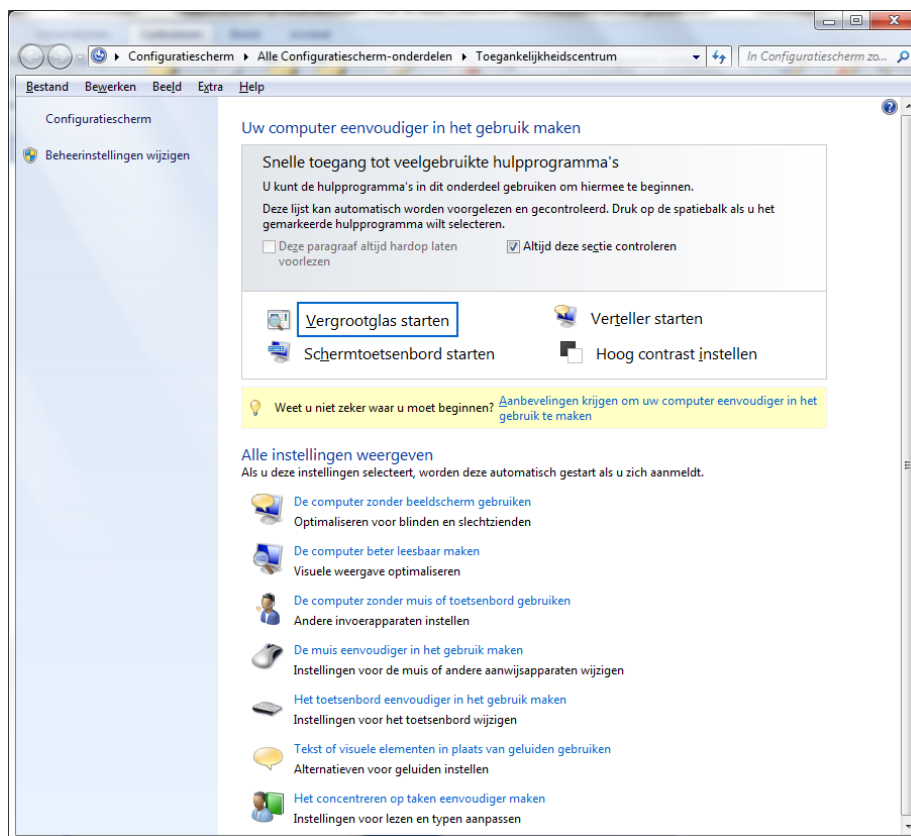 Configuratiescherm Alle Configuratiescherm-onderdelen Toegankelijkheidscentrum In Configuratiescherm zo...
Bestand Bewerken Beeld Extra Help
Configuratiescherm
Beheerinstellingen wijzigen
Uw computer eenvoudiger in het gebruik maken
Snelle toegang tot veelgebruikte hulpprogramma's
U kunt de hulpprogramma's in dit onderdeel gebruiken om hiermee te beginnen.
Deze lijst kan automatisch worden voorgelezen en gecontroleerd. Druk op de spatiebalk als u het
gemarkeerde hulpprogramma wilt selecteren.
Deze paragraaf altijd hardop laten
voorlezen
Altijd deze sectie controleren
Vergrootglas starten
Verteller starten
Schermtoetsenbord starten
Hoog contrast instellen
Weet u niet zeker waar u moet beginnen? Aanbevelingen krijgen om uw computer eenvoudiger in het
gebruik te maken
Alle instellingen weergeven
Als u deze instellingen selecteert, worden deze automatisch gestart als u zich aanmeldt.
De computer zonder beeldscherm gebruiken
Optimaliseren voor blinden en slechtzienden
De computer beter leesbaar maken
Visuele weergave optimaliseren
De computer zonder muis of toetsenbord gebruiken
Andere invoerapparaten instellen
De muis eenvoudiger in het gebruik maken
Instellingen voor de muis of andere aanwijsapparaten wijzigen
Het toetsenbord eenvoudiger in het gebruik maken
Instellingen voor het toetsenbord wijzigen
Tekst of visuele elementen in plaats van geluiden gebruiken
Alternatieven voor geluiden instellen
Het concentreren op taken eenvoudiger maken
Instellingen voor lezen en typen aanpassen